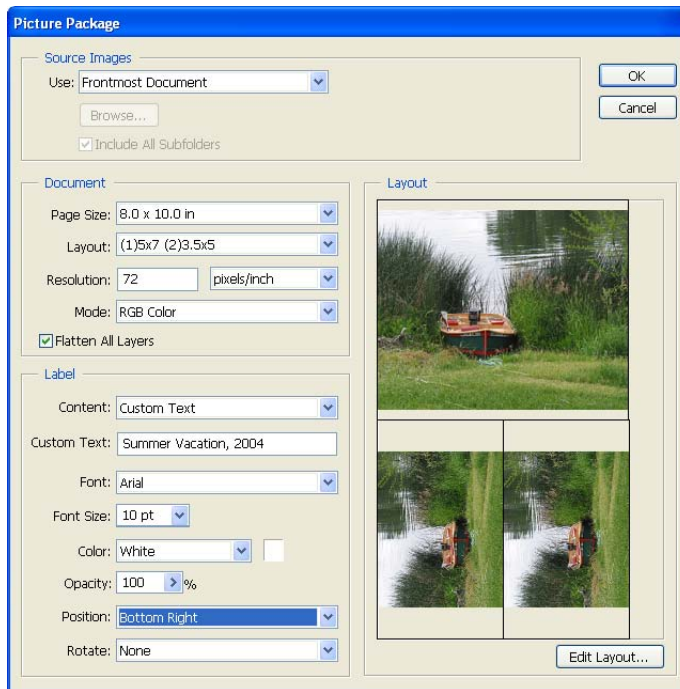 Picture Package
Source Images
Use: Frontmost Document
OK
Browse...
Cancel
Include All Subfolders
Document
Page Size: 8.0 x 10.0 in
Layout: (1)5x7 (2)3.5x5
Resolution: 72 pixels/inch
Mode: RGB Color
Flatten All Layers
Label
Content: Custom Text
Custom Text: Summer Vacation, 2004
Font: Arial
Font Size: 10 pt
Color: White
Opacity: 100 %
Position: Bottom Right
Rotate: None
Layout
Edit Layout...